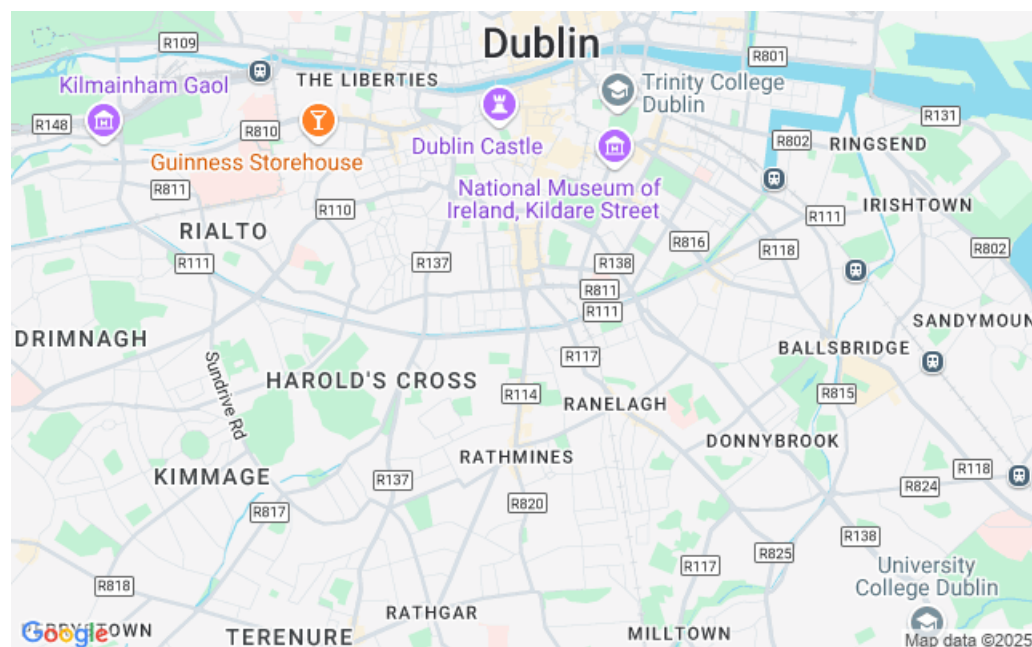 Dublin
R109
R801
THE LIBERTIES
Kilmainham Gaol
Trinity College
Dublin
R148
R810
Dublin Castle
R131
R802
RINGSEND
Guinness Storehouse
National Museum of
Ireland, Kildare Street
R811
R110
IRISHTOWN
R111
RIALTO
R816
R118
R802
R111
R137
R138
R811
R111
SANDYMOUN
DRIMNAGH
BALLSBRIDGE
R117
Sundrive Rd
HAROLD'S CROSS
R114
R815
RANELAGH
DONNYBROOK
RATHMINES
KIMMAGE
R137
R118
R824
R820
R817
R138
R825
R117
University
College Dublin
R818
RATHGAR
Google
TERENURE
MILLTOWN
Map data ©2025